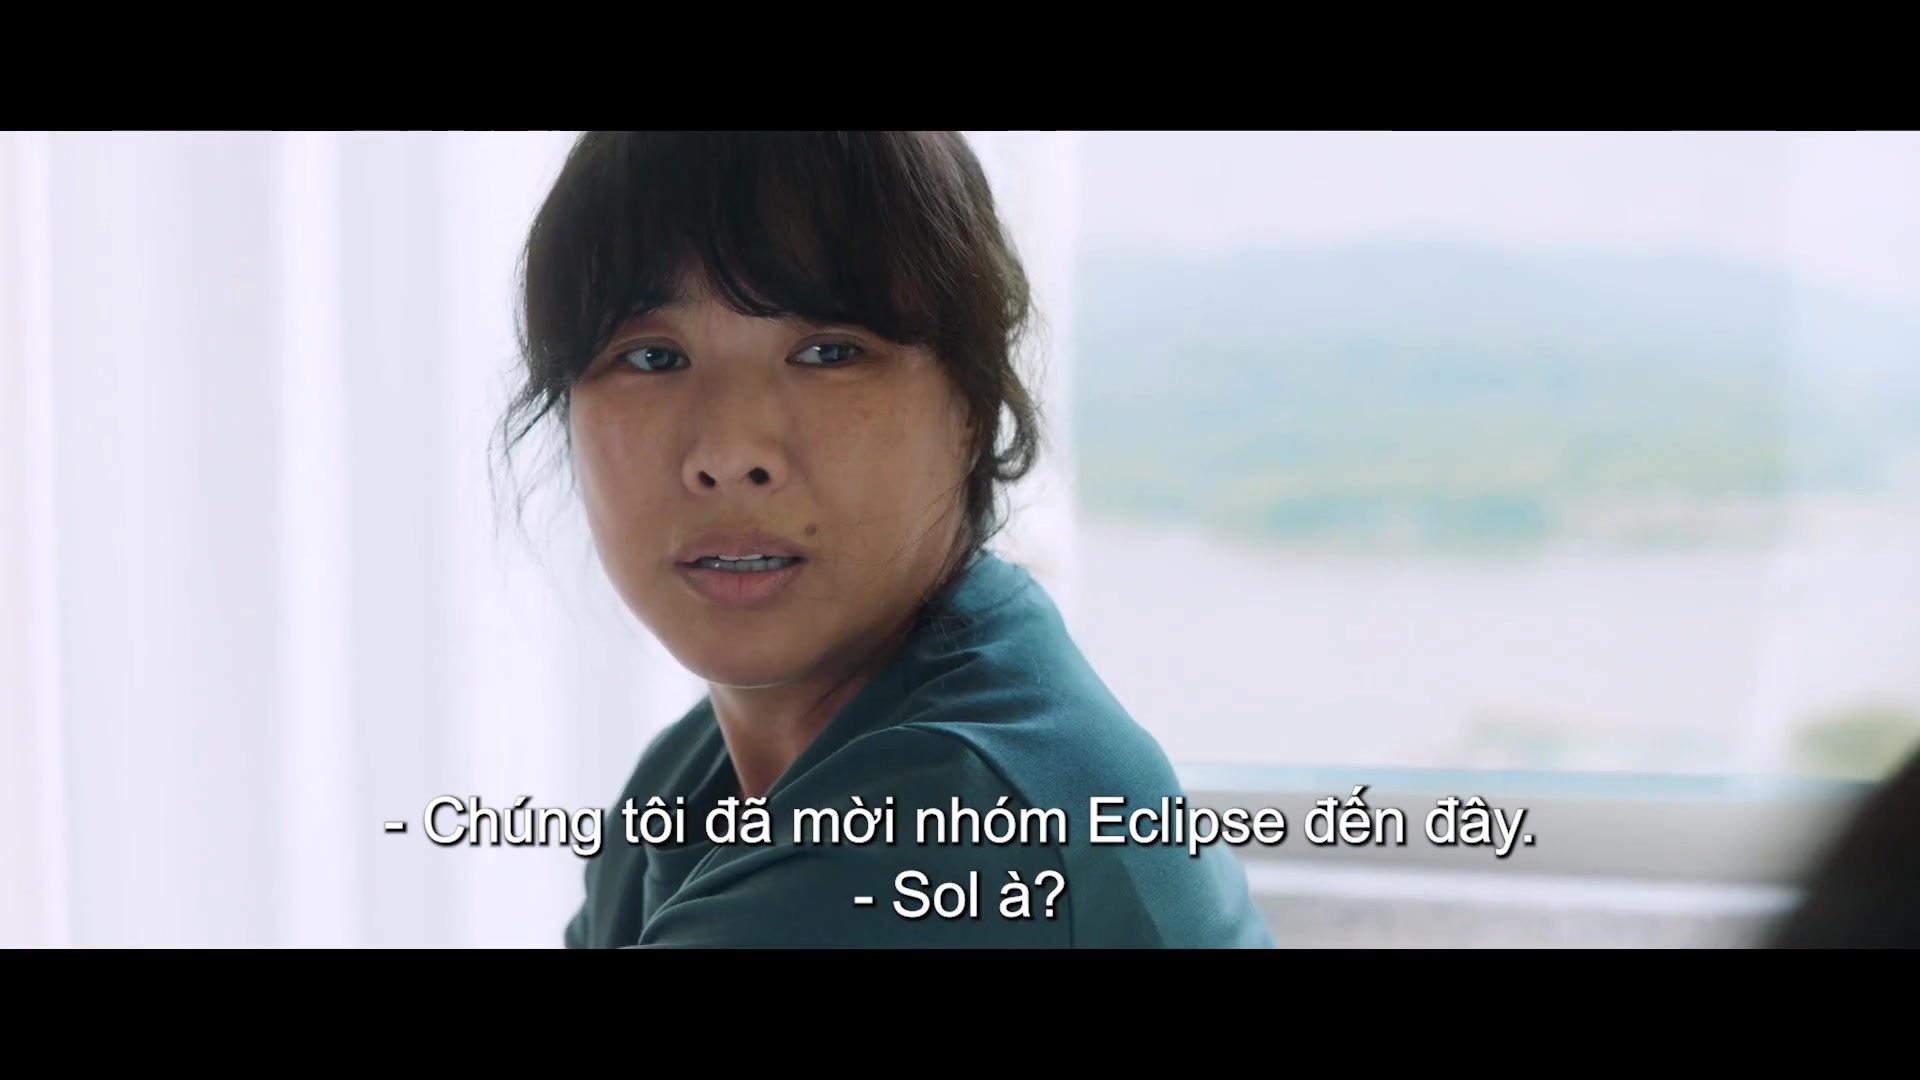 - Chúng tôi đã mời nhóm Eclipse đến đây.
- Sol à?